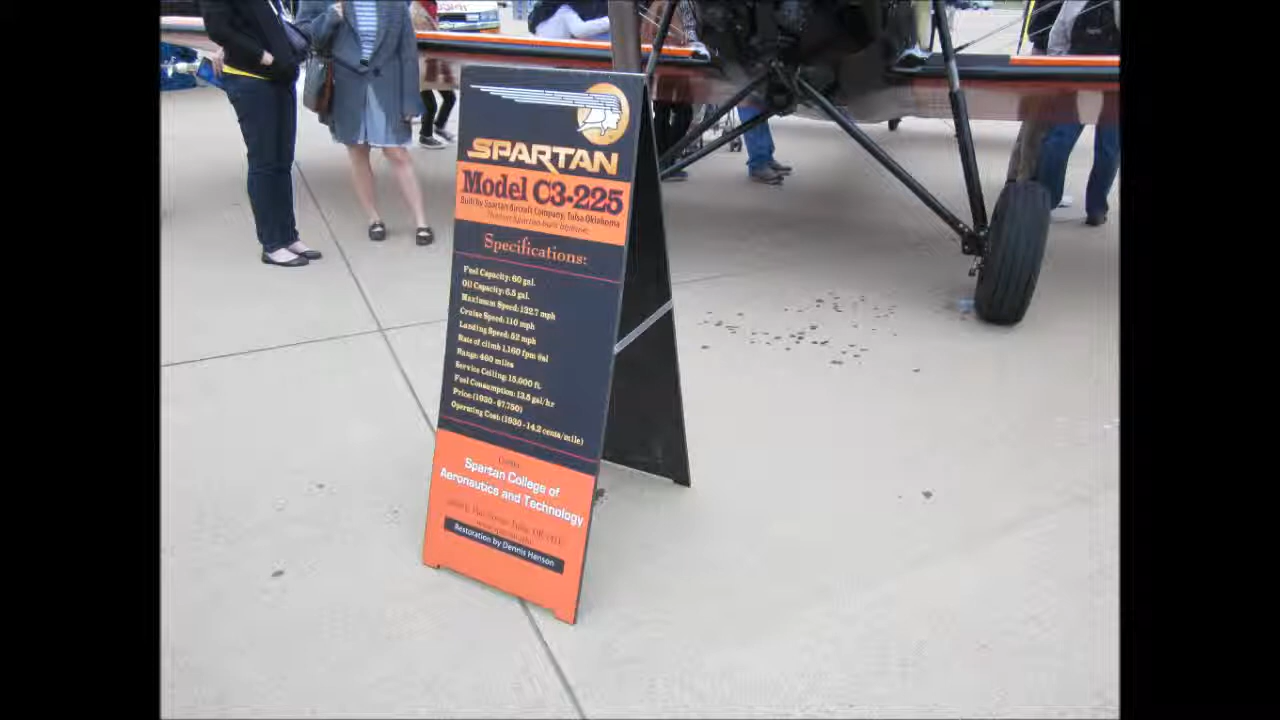 SPARTAN
Model C3-225
Built by Spartan Aircraft Company, Tulsa Oklahoma
Specifications:
Fuel Capacity: 60 gal.
Oil Capacity: 6.5 gal.
Maximum Speed: 132.7 mph
Cruise Speed: 110 mph
Landing Speed: 52 mph
Rate of climb 1,160 fpm
Range: 460 miles
Service Ceiling: 15,000 ft.
Fuel Consumption: 13.5 gal/hr
Price: (1930 - $7,750)
Operating Cost: (1930 - 14.2 cents/mile)
Spartan College of
Aeronautics and Technology
Restoration by Dennis Henson